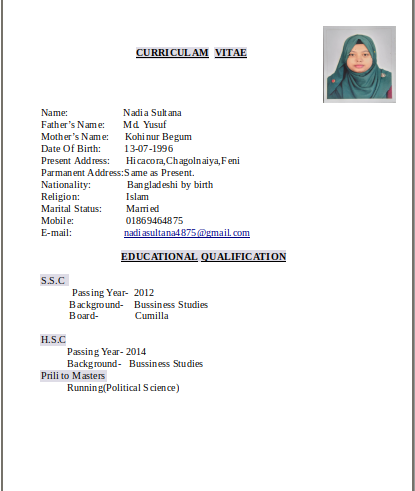 CURRICULAM VITAE
Name: Nadia Sultana
Father's Name: Md. Yusuf
Mother's Name: Kohinur Begum
Date Of Birth: 13-07-1996
Present Address: Hicacora,Chagolnaiya,Feni
Parmanent Address:Same as Present.
Nationality: Bangladeshi by birth
Religion: Islam
Marital Status: Married
Mobile: 01869464875
E-mail: nadiasultana4875@gmail.com
EDUCATIONAL QUALIFICATION
S.S.C
Passing Year- 2012
Background- Bussiness Studies
Board- Cumilla
H.S.C
Passing Year- 2014
Background- Bussiness Studies
Prili to Masters
Running(Political Science)